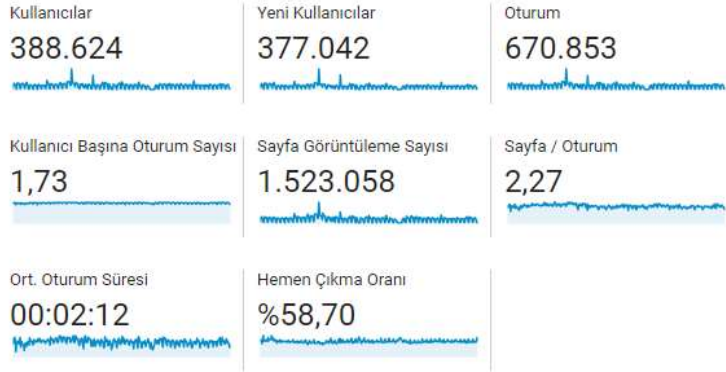 Kullanıcılar
388.624
Yeni Kullanıcılar
377.042
Oturum
670.853
Kullanıcı Başına Oturum Sayısı
1,73
Sayfa Görüntüleme Sayısı
1.523.058
Sayfa / Oturum
2,27
Ort. Oturum Süresi
00:02:12
Hemen Çıkma Oranı
%58,70